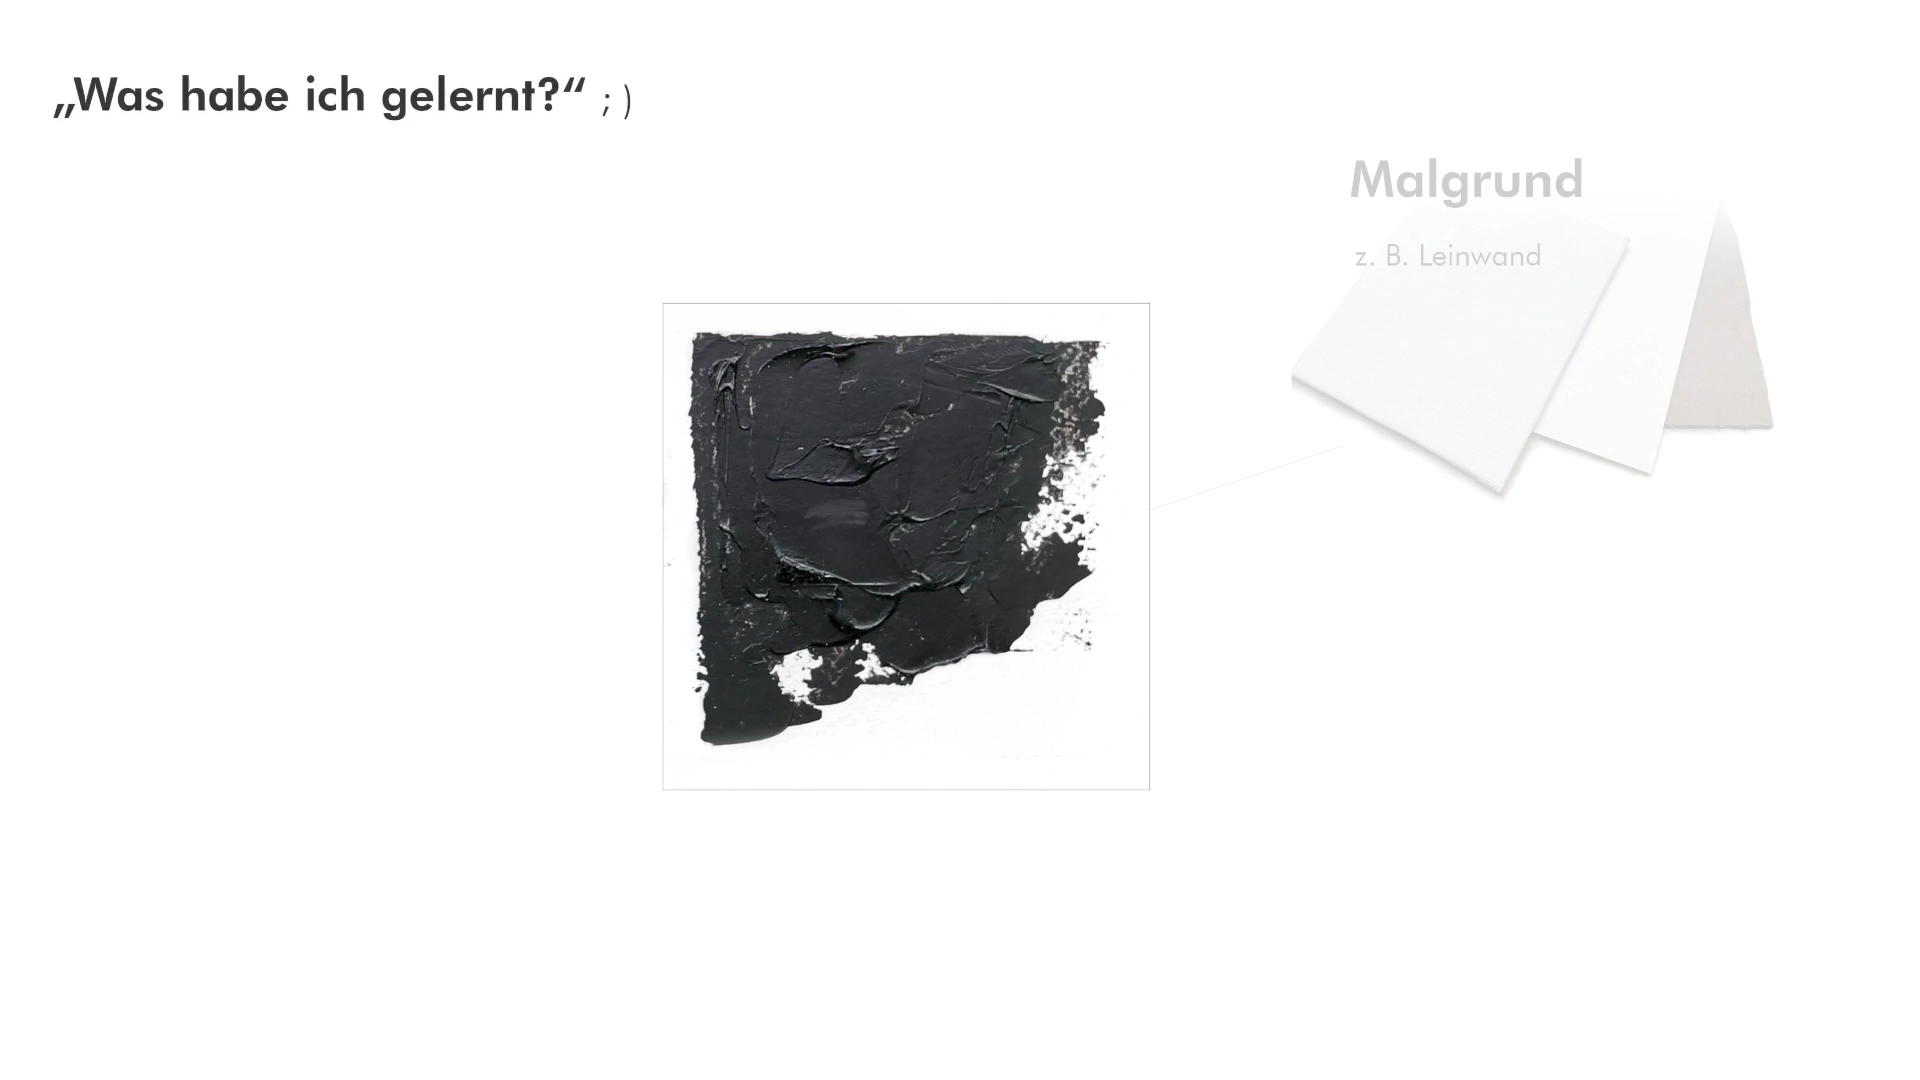 „Was habe ich gelernt?“ ; )
Malgrund
z. B. Leinwand